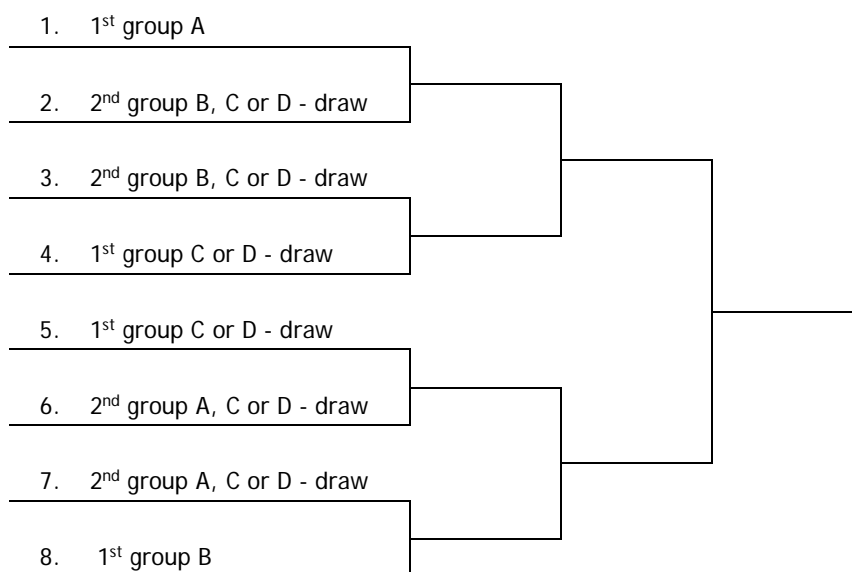 1. 1st group A
2. 2nd group B, C or D - draw
3. 2nd group B, C or D - draw
4. 1st group C or D - draw
5. 1st group C or D - draw
6. 2nd group A, C or D - draw
7. 2nd group A, C or D - draw
8. 1st group B